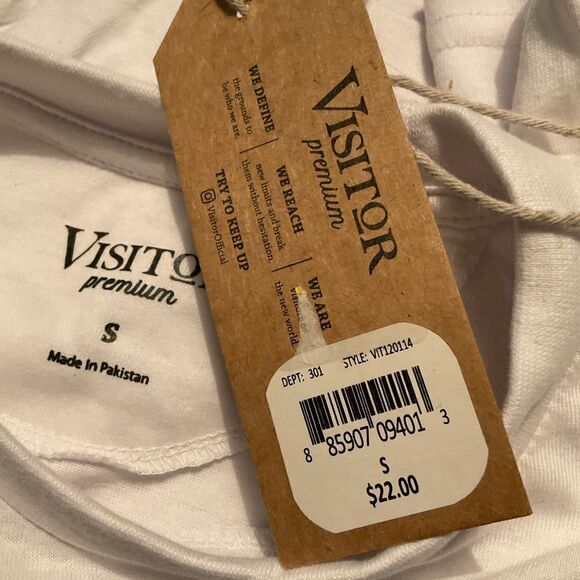 VISITOR
premium
WE DEFINE
the grounds to
be who we are.
WE REACH
new limits and break
them without hesitation.
WE ARE
the new world.
TRY TO KEEP UP
VisitorOfficial
VISITO
premium
S
Made In Pakistan
DEPT: 301 STYLE: VIT120114
8 85907 09401 3
S
$22.00